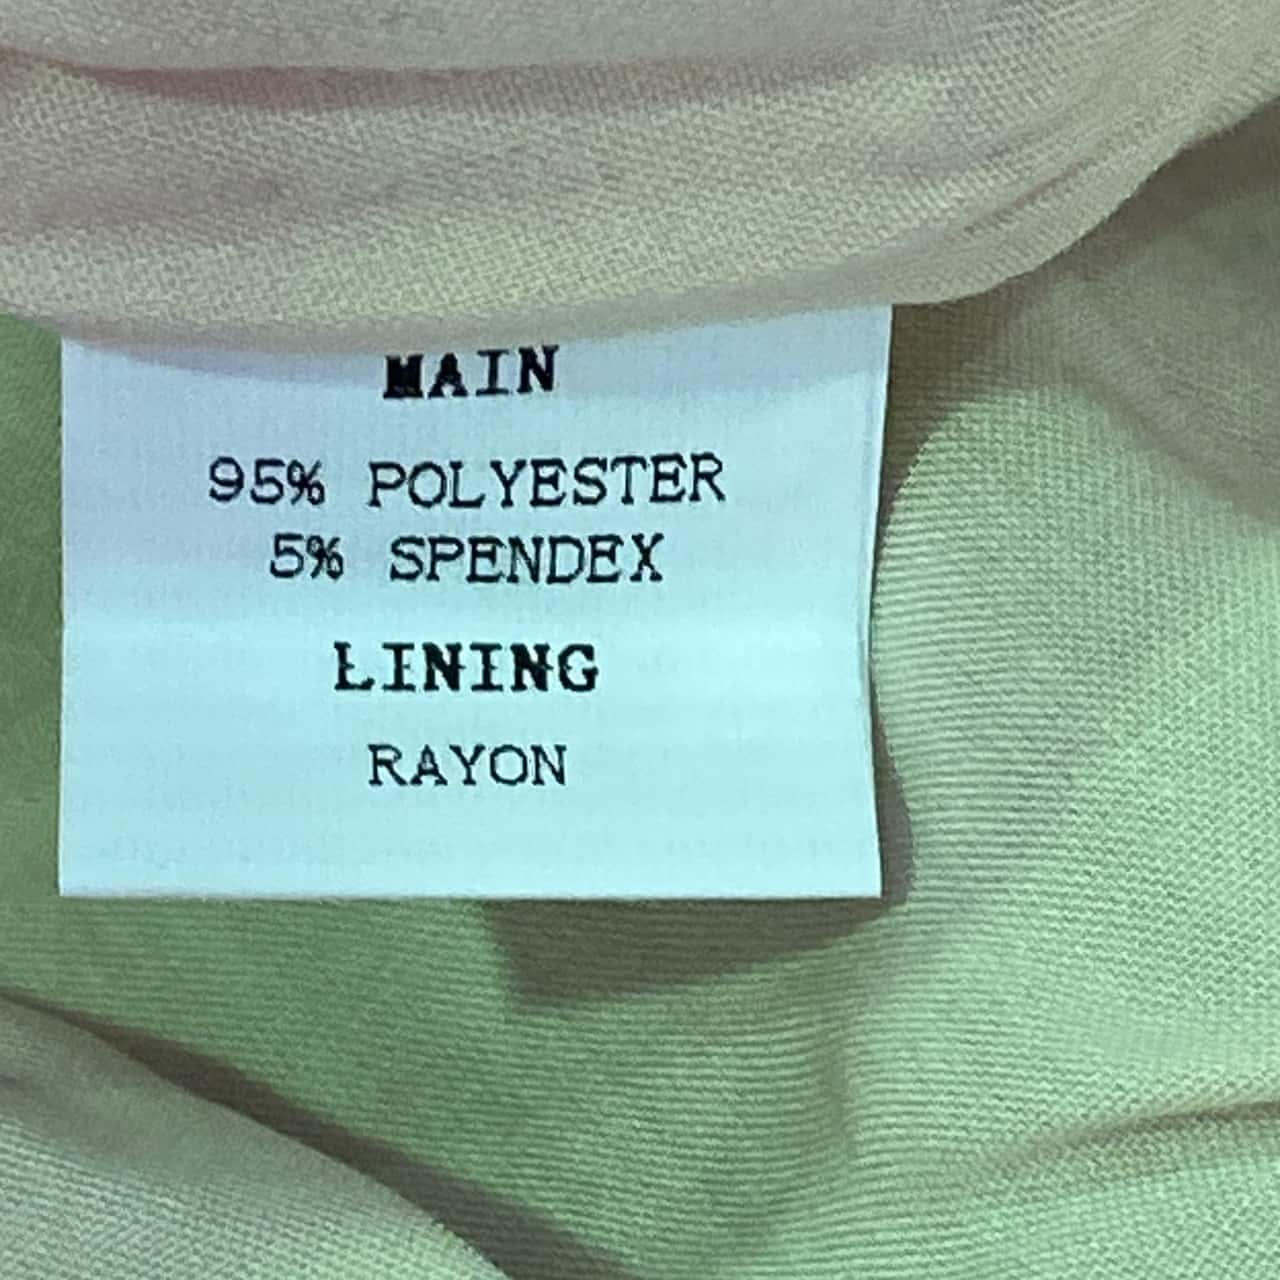 MAIN
95% POLYESTER
5% SPENDEX
LINING
RAYON